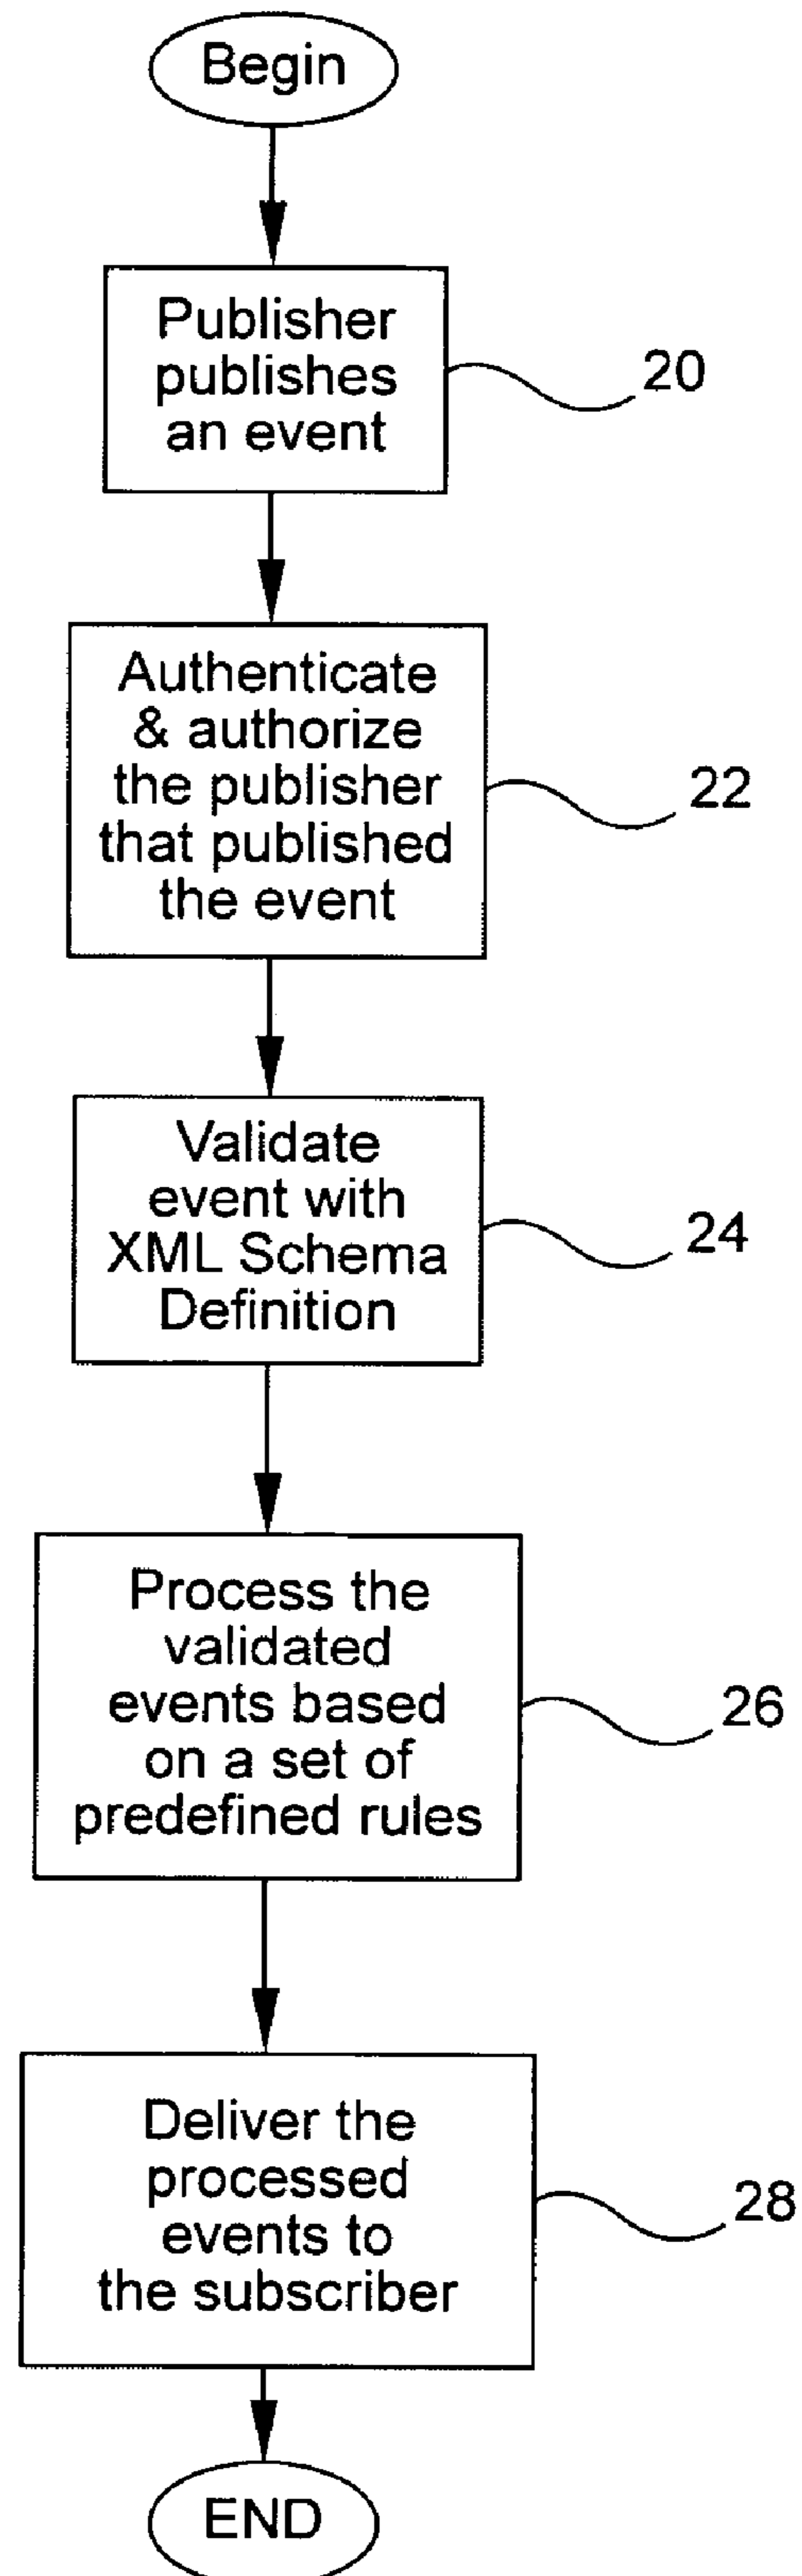 Begin
Publisher
publishes
an event
20
Authenticate
& authorize
the publisher
that published
the event
22
Validate
event with
XML Schema
Definition
24
Process the
validated
events based
on a set of
predefined rules
26
Deliver the
processed
events to
the subscriber
28
END